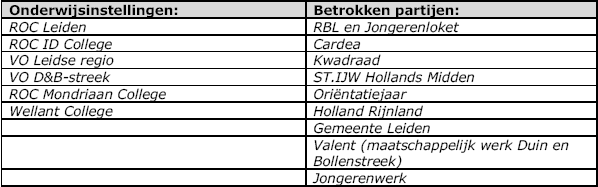 Onderwijsinstellingen: Betrokken partijen:
ROC Leiden RBL en Jongerenloket
ROC ID College Cardea
VO Leidse regio Kwadraad
VO D&B-streek ST.IJW Hollands Midden
ROC Mondriaan College Oriëntatiejaar
Wellant College Holland Rijnland
Gemeente Leiden
Valent (maatschappelijk werk Duin en
Bollenstreek)
Jongerenwerk